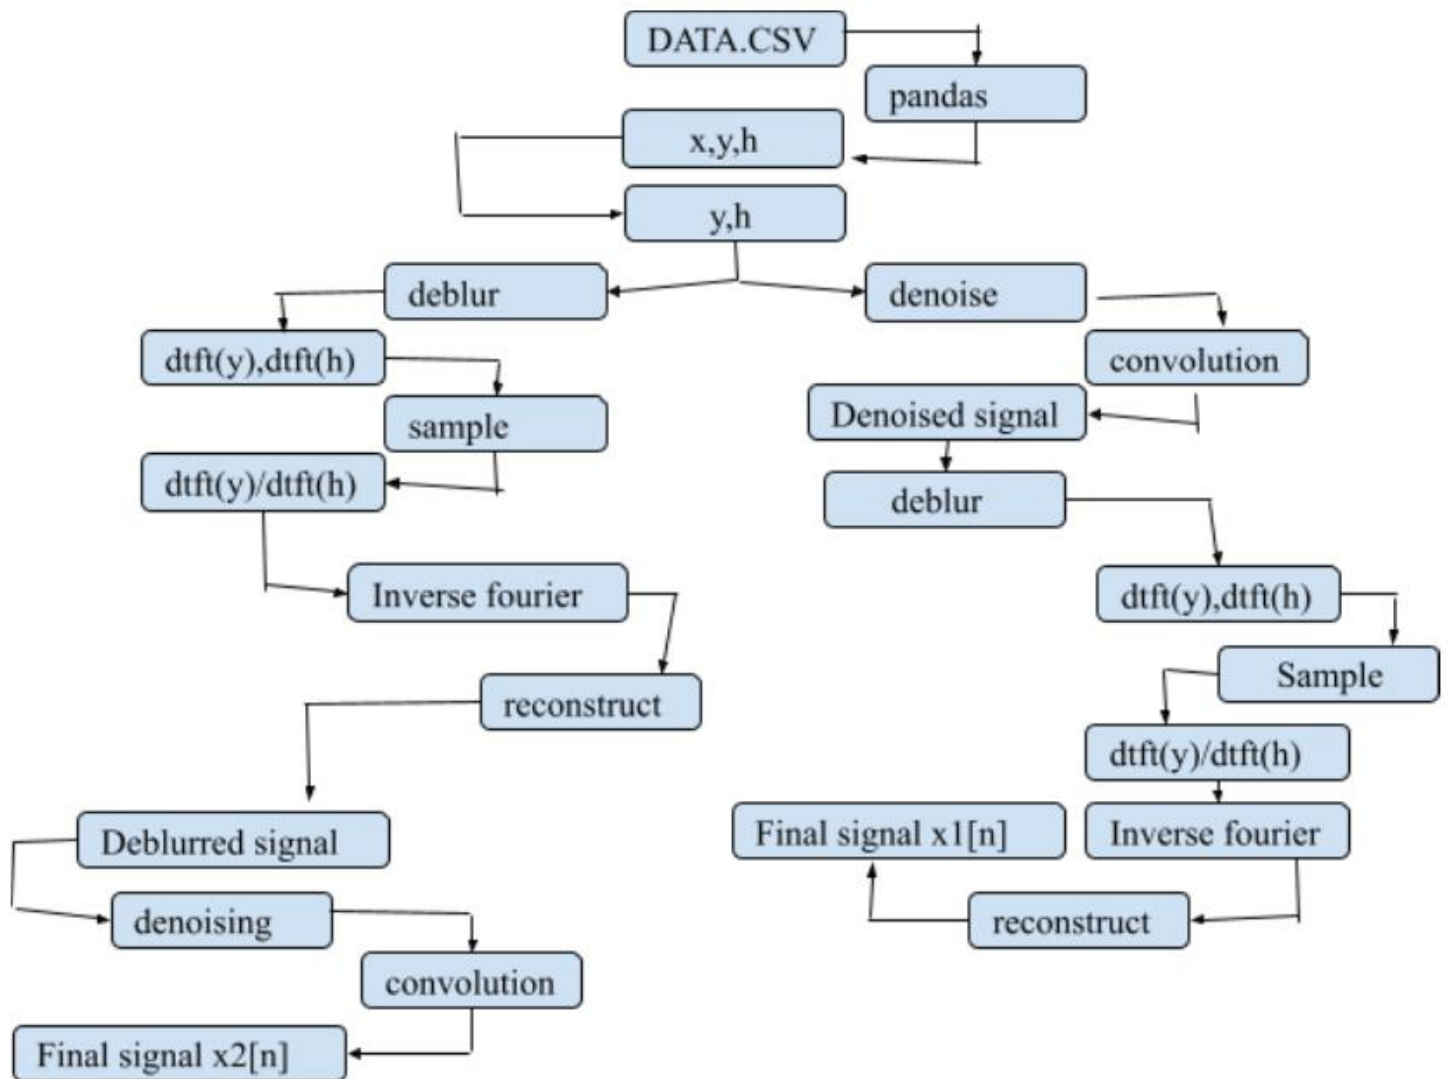 DATA.CSV
pandas
x,y,h
y,h
deblur
denoise
dtft(y),dtft(h)
convolution
sample
Denoised signal
dtft(y)/dtft(h)
deblur
Inverse fourier
dtft(y),dtft(h)
reconstruct
Sample
dtft(y)/dtft(h)
Deblurred signal
Final signal x1[n]
Inverse fourier
denoising
reconstruct
convolution
Final signal x2[n]